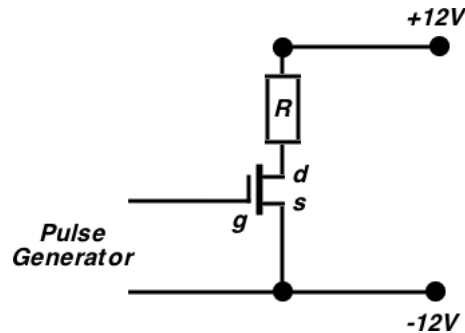 +12V
R
d
s
g
Pulse
Generator
-12V